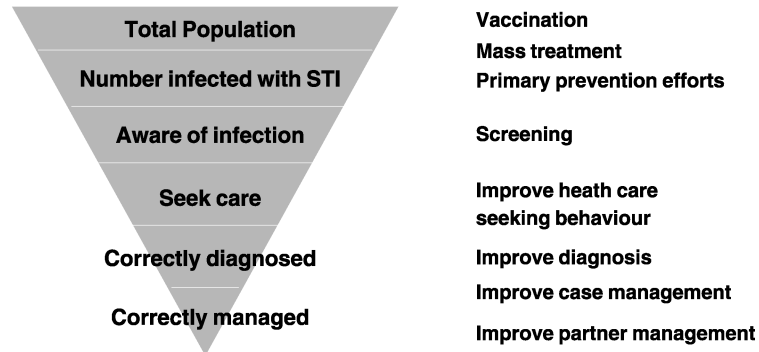 Total Population
Number infected with STI
Aware of infection
Seek care
Correctly diagnosed
Correctly managed
Vaccination
Mass treatment
Primary prevention efforts
Screening
Improve heath care
seeking behaviour
Improve diagnosis
Improve case management
Improve partner management